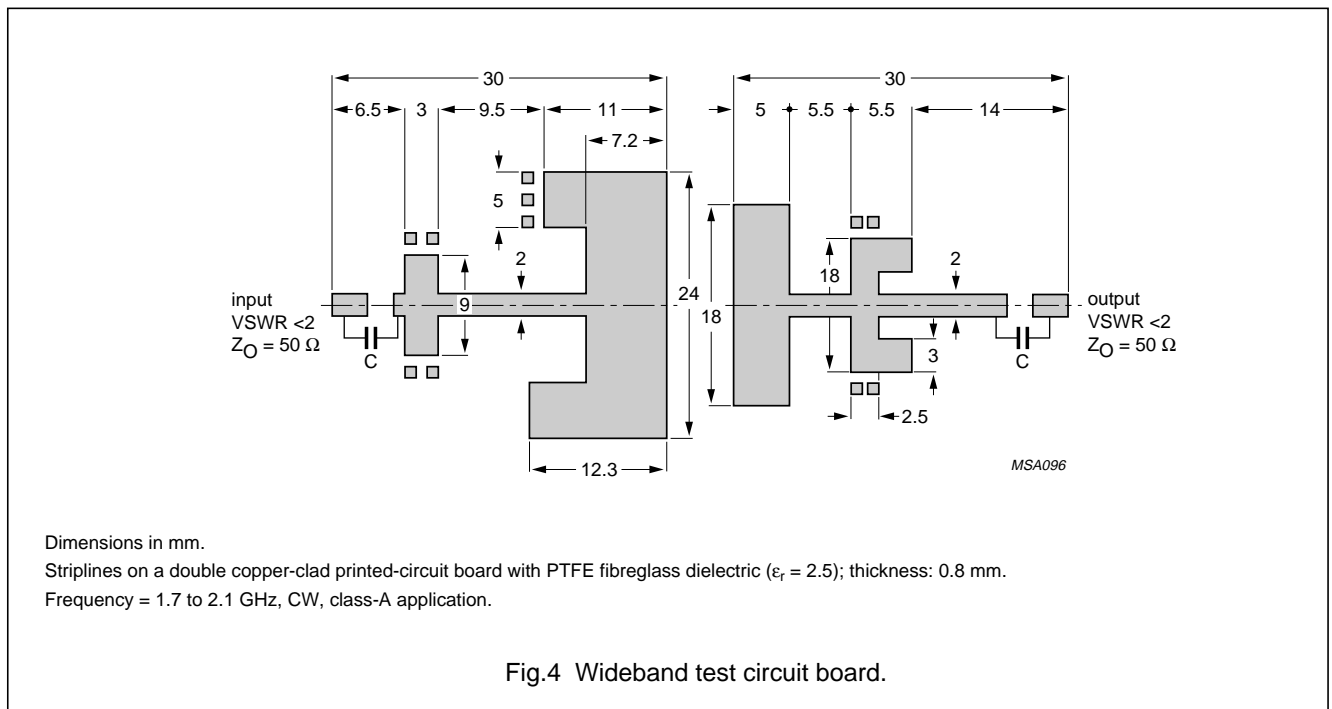 30
30
6.5
3
9.5
11
5
5.5
5.5
14
7.2
5
2
2
9
24
18
18
3
2.5
12.3
input
VSWR <2
Z_O = 50 Ω
C
output
VSWR <2
Z_O = 50 Ω
C
MSA096
Dimensions in mm.
Striplines on a double copper-clad printed-circuit board with PTFE fibreglass dielectric (ε_r = 2.5); thickness: 0.8 mm.
Frequency = 1.7 to 2.1 GHz, CW, class-A application.
Fig.4 Wideband test circuit board.